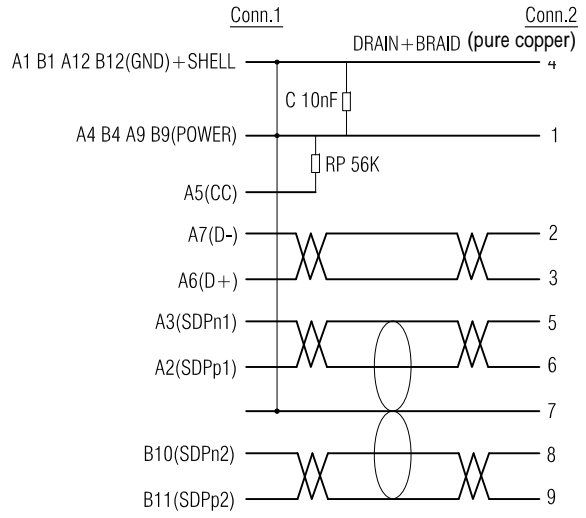 Conn.1 Conn.2
DRAIN+BRAID (pure copper)
A1 B1 A12 B12(GND)+SHELL 4
C 10nF
A4 B4 A9 B9(POWER) 1
RP 56K
A5(CC)
A7(D-) 2
A6(D+) 3
A3(SDPn1) 5
A2(SDPp1) 6
7
B10(SDPn2) 8
B11(SDPp2) 9